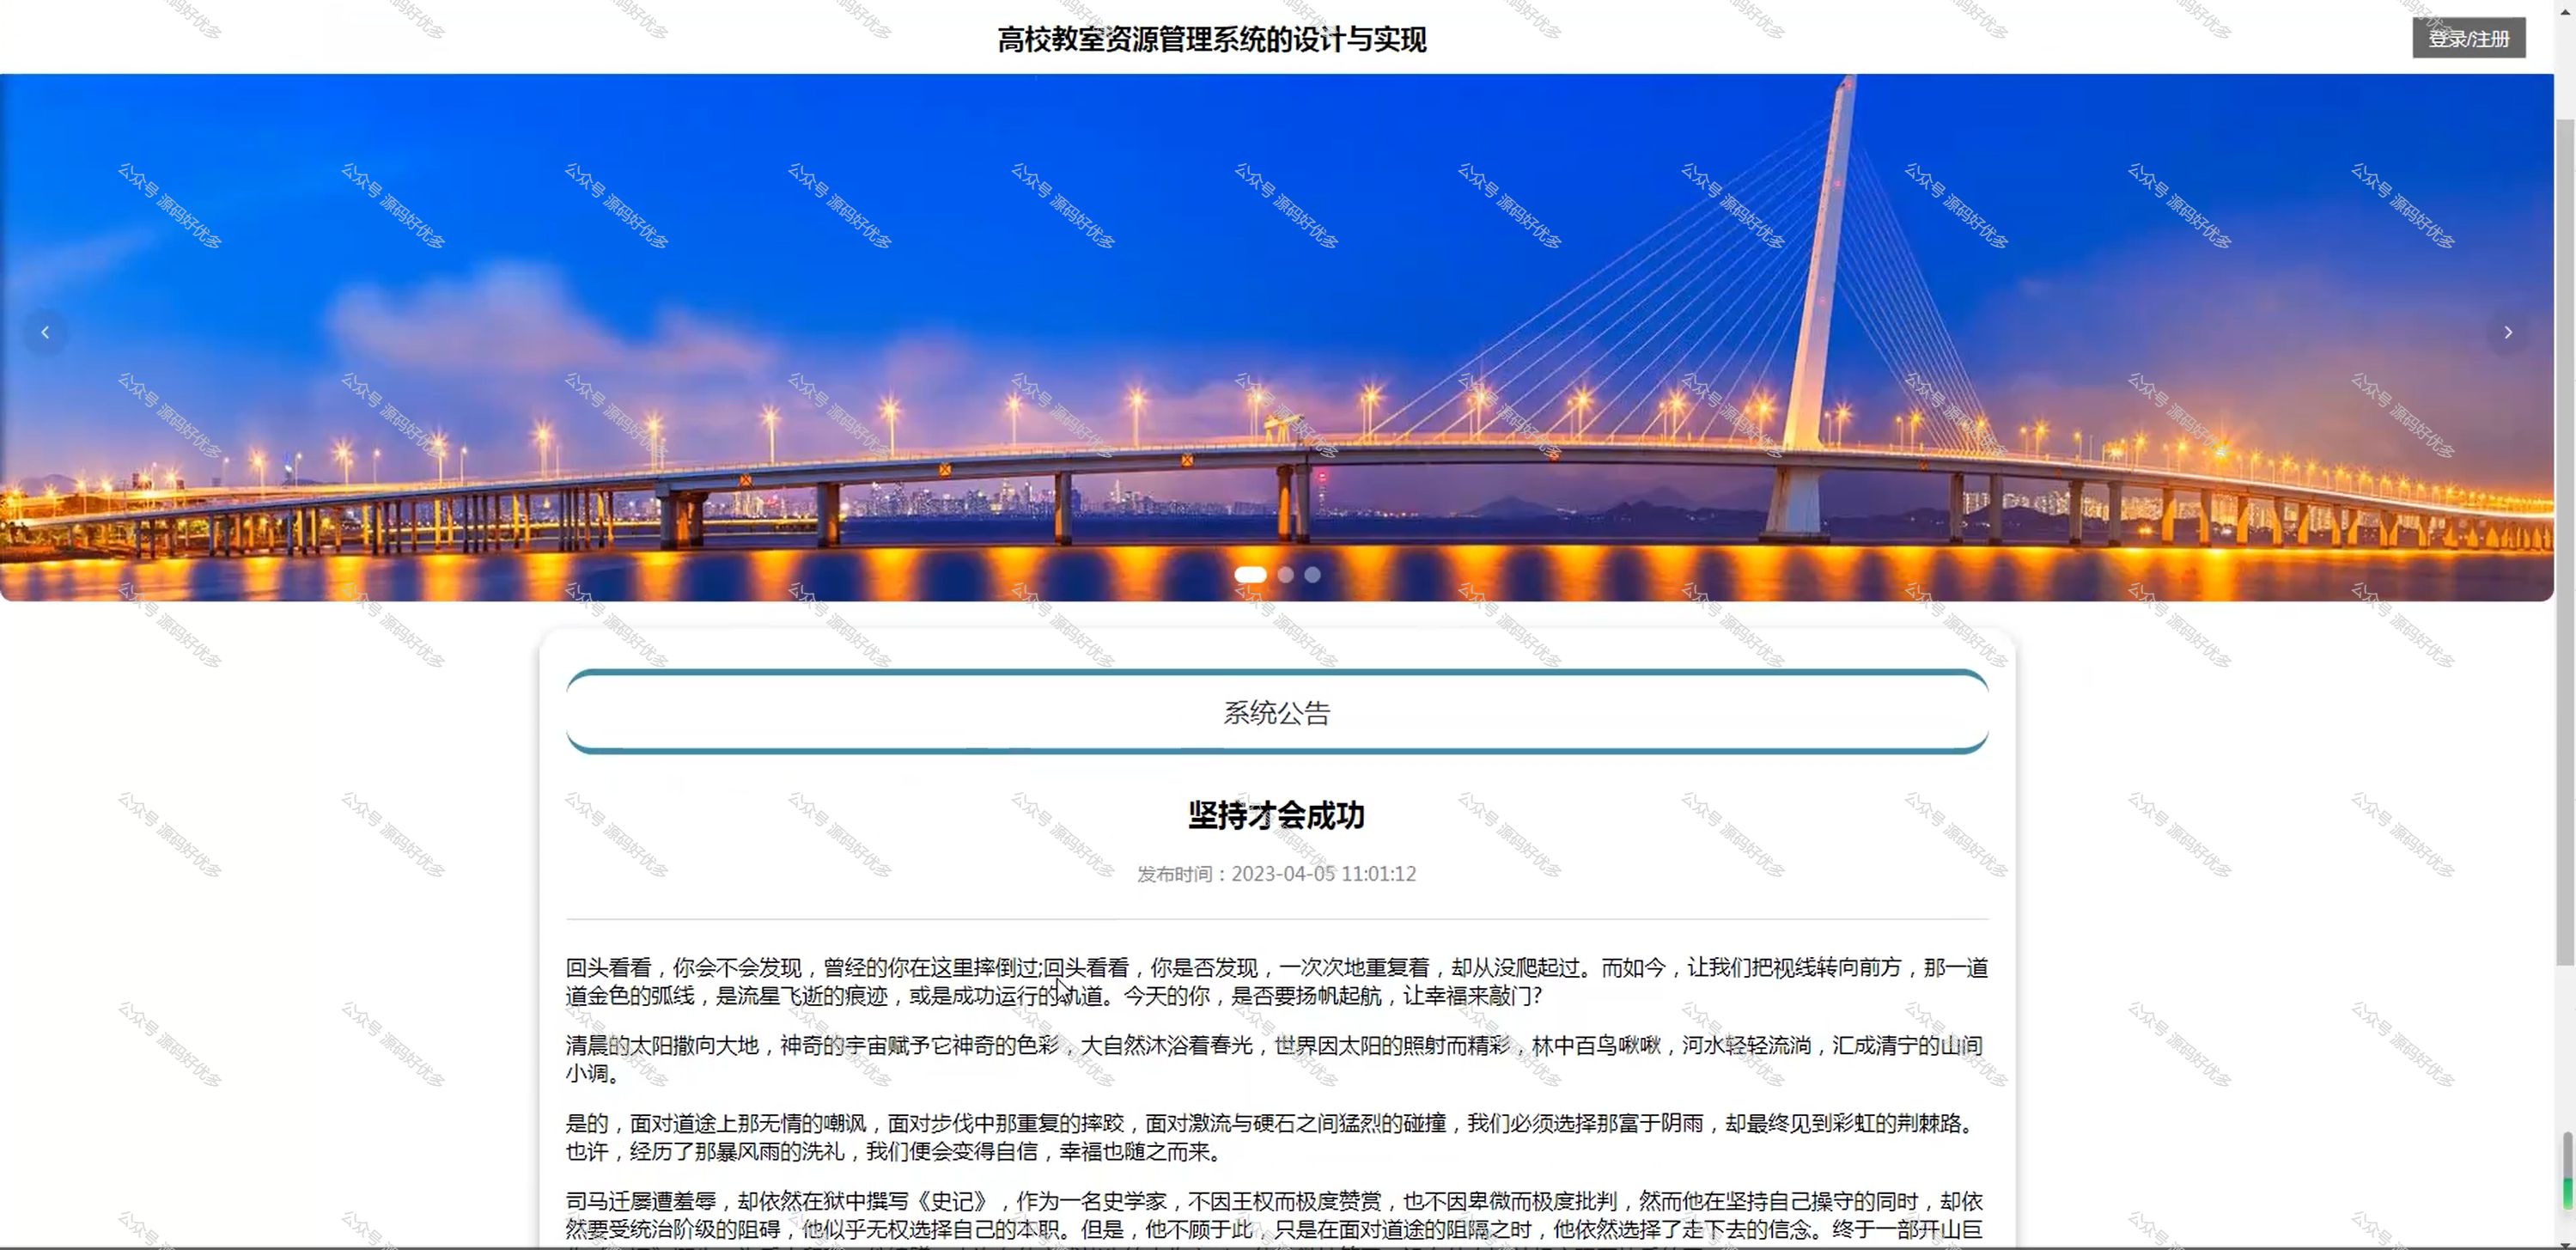 高校教室资源管理系统的设计与实现
登录/注册
系统公告
坚持才会成功
发布时间：2023-04-05 11:01:12
回头看看，你会不会发现，曾经的你在这里摔倒过;回头看看，你是否发现，一次次地重复着，却从没爬起过。而如今，让我们把视线转向前方，那一道
道金色的弧线，是流星飞逝的痕迹，或是成功运行的轨道。今天的你，是否要扬帆起航，让幸福来敲门?
清晨的太阳撒向大地，神奇的宇宙赋予它神奇的色彩，大自然沐浴着春光，世界因太阳的照射而精彩，林中百鸟啾啾，河水轻轻流淌，汇成清宁的山间
小调。
是的，面对道途上那无情的嘲讽，面对步伐中那重复的摔跤，面对激流与硬石之间猛烈的碰撞，我们必须选择那富于阴雨，却最终见到彩虹的荆棘路。
也许，经历了那暴风雨的洗礼，我们便会变得自信，幸福也随之而来。
司马迁屡遭羞辱，却依然在狱中撰写《史记》，作为一名史学家，不因王权而极度赞赏，也不因卑微而极度批判，然而他在坚持自己操守的同时，却依
然要受统治阶级的阻碍，他似乎无权选择自己的本职。但是，他不顾于此，只是在面对道途的阻隔之时，他依然选择了走下去的信念。终于一部开山巨
公众号 源码好优多